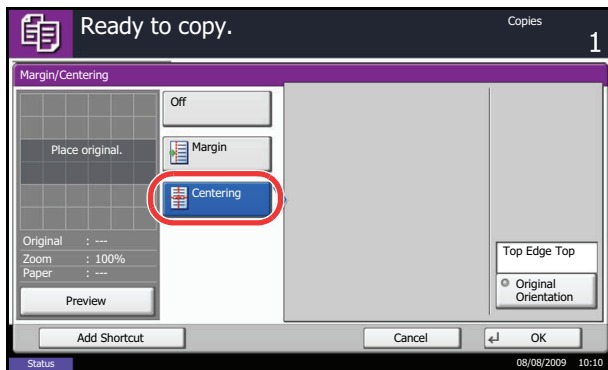 Ready to copy.
Copies
1
Margin/Centering
Place original.
Off
Margin
Centering
Original : ---
Zoom : 100%
Paper : ---
Preview
Top Edge Top
Original
Orientation
Add Shortcut
Cancel
OK
Status
08/08/2009 10:10